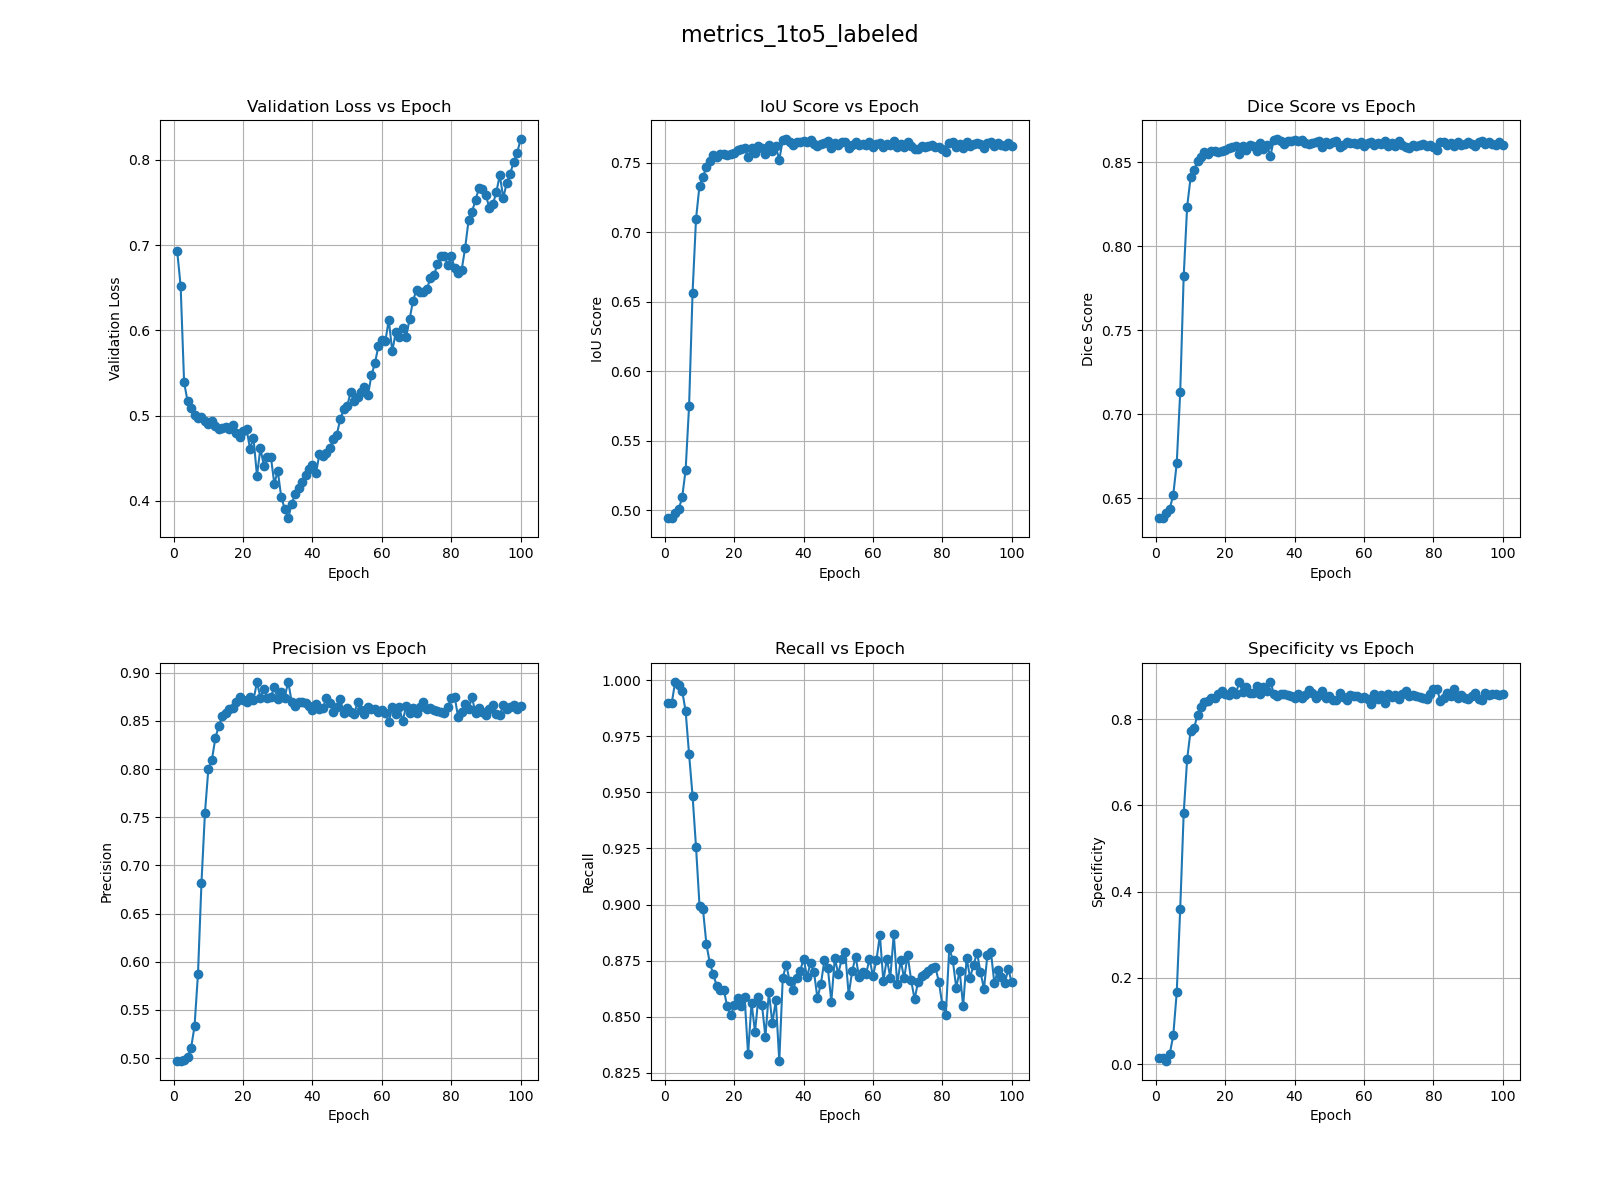 metrics_1to5_labeled
Validation Loss vs Epoch
Validation Loss
0.8
0.7
0.6
0.5
0.4
0 20 40 60 80 100
Epoch
IoU Score vs Epoch
IoU Score
0.75
0.70
0.65
0.60
0.55
0.50
0 20 40 60 80 100
Epoch
Dice Score vs Epoch
Dice Score
0.85
0.80
0.75
0.70
0.65
0 20 40 60 80 100
Epoch
Precision vs Epoch
Precision
0.90
0.85
0.80
0.75
0.70
0.65
0.60
0.55
0.50
0 20 40 60 80 100
Epoch
Recall vs Epoch
Recall
1.000
0.975
0.950
0.925
0.900
0.875
0.850
0.825
0 20 40 60 80 100
Epoch
Specificity vs Epoch
Specificity
0.8
0.6
0.4
0.2
0.0
0 20 40 60 80 100
Epoch